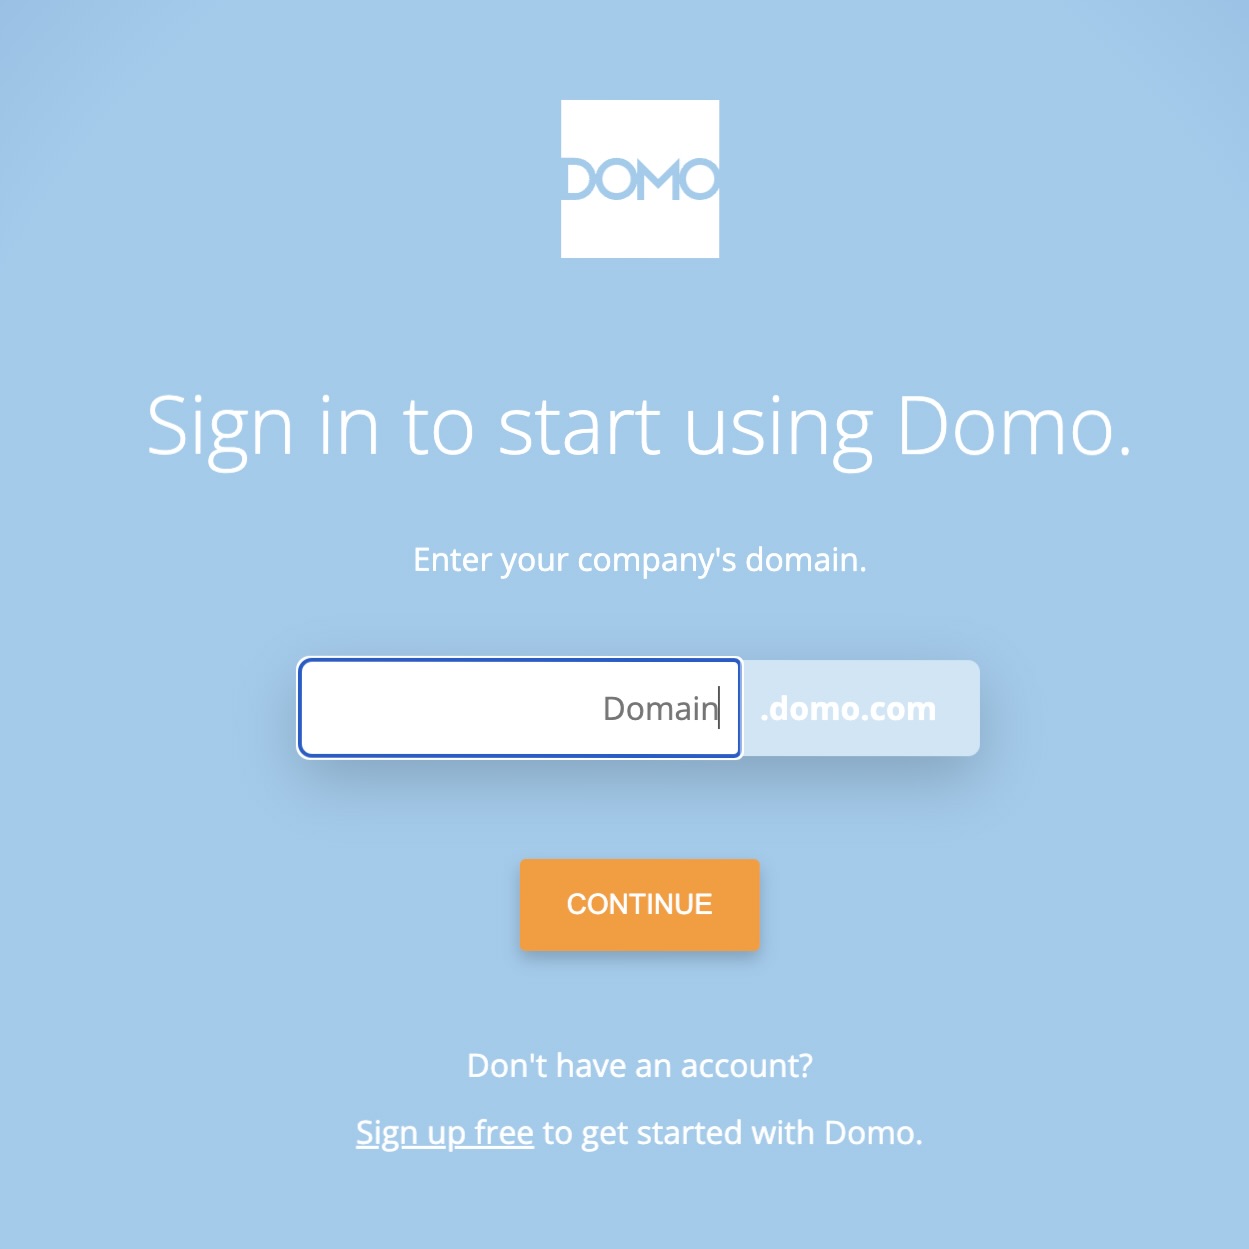 DOMO
Sign in to start using Domo.
Enter your company's domain.
Domain .domo.com
CONTINUE
Don't have an account?
Sign up free to get started with Domo.